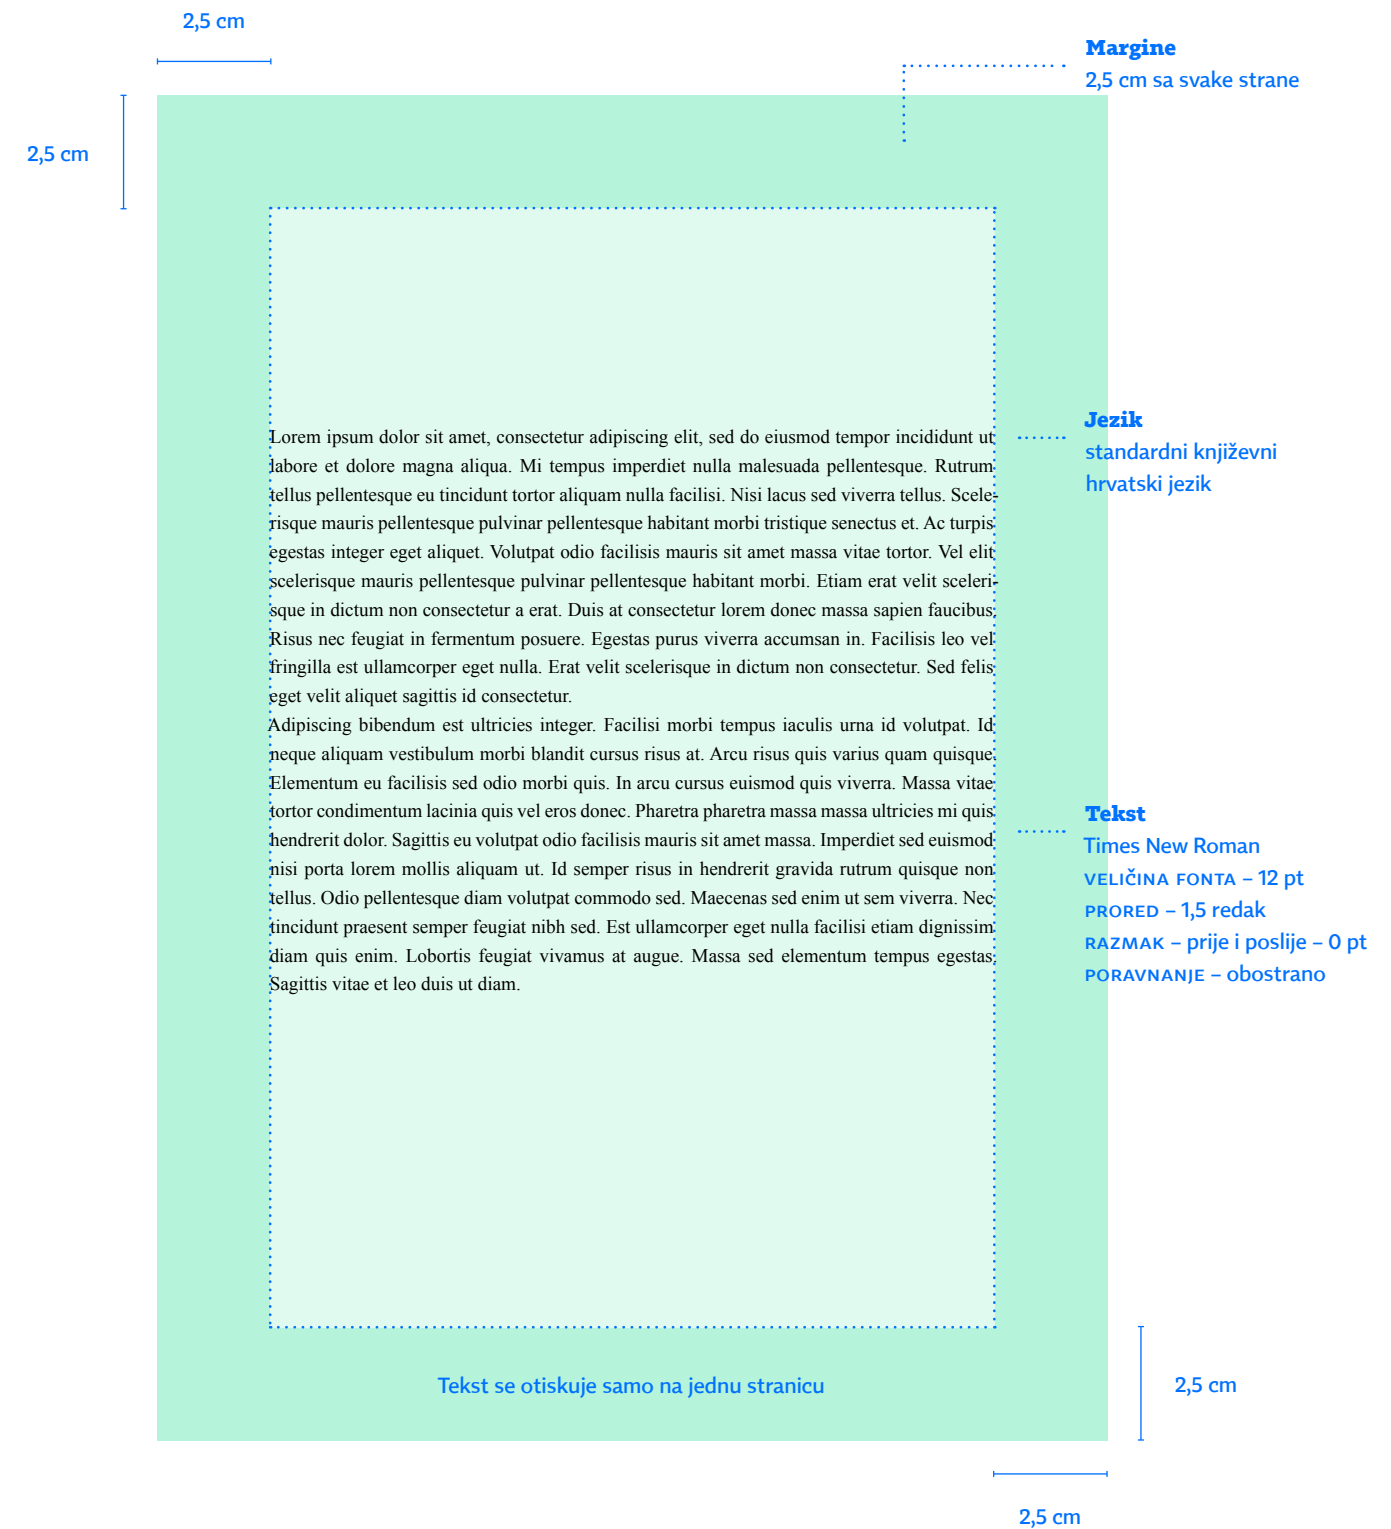 2,5 cm
Margine
2,5 cm sa svake strane
2,5 cm
Lorem ipsum dolor sit amet, consectetur adipiscing elit, sed do eiusmod tempor incididunt ut
labore et dolore magna aliqua. Mi tempus imperdiet nulla malesuada pellentesque. Rutrum
tellus pellentesque eu tincidunt tortor aliquam nulla facilisi. Nisi lacus sed viverra tellus. Scele-
risque mauris pellentesque pulvinar pellentesque habitant morbi tristique senectus et. Ac turpis
egestas integer eget aliquet. Volutpat odio facilisis mauris sit amet massa vitae tortor. Vel elit
scelerisque mauris pellentesque pulvinar pellentesque habitant morbi. Etiam erat velit sceleri-
sque in dictum non consectetur a erat. Duis at consectetur lorem donec massa sapien faucibus.
Risus nec feugiat in fermentum posuere. Egestas purus viverra accumsan in. Facilisis leo vel
fringilla est ullamcorper eget nulla. Erat velit scelerisque in dictum non consectetur. Sed felis
eget velit aliquet sagittis id consectetur.
Adipiscing bibendum est ultricies integer. Facilisi morbi tempus iaculis urna id volutpat. Id
neque aliquam vestibulum morbi blandit cursus risus at. Arcu risus quis varius quam quisque.
Elementum eu facilisis sed odio morbi quis. In arcu cursus euismod quis viverra. Massa vitae
tortor condimentum lacinia quis vel eros donec. Pharetra pharetra massa massa ultricies mi quis
hendrerit dolor. Sagittis eu volutpat odio facilisis mauris sit amet massa. Imperdiet sed euismod
nisi porta lorem mollis aliquam ut. Id semper risus in hendrerit gravida rutrum quisque non
tellus. Odio pellentesque diam volutpat commodo sed. Maecenas sed enim ut sem viverra. Nec
tincidunt praesent semper feugiat nibh sed. Est ullamcorper eget nulla facilisi etiam dignissim
diam quis enim. Lobortis feugiat vivamus at augue. Massa sed elementum tempus egestas.
Sagittis vitae et leo duis ut diam.
Jezik
standardni književni
hrvatski jezik
Tekst
Times New Roman
VELIČINA FONTA – 12 pt
PRORED – 1,5 redak
RAZMAK – prije i poslije – 0 pt
PORAVNANJE – obostrano
Tekst se otiskuje samo na jednu stranicu
2,5 cm
2,5 cm